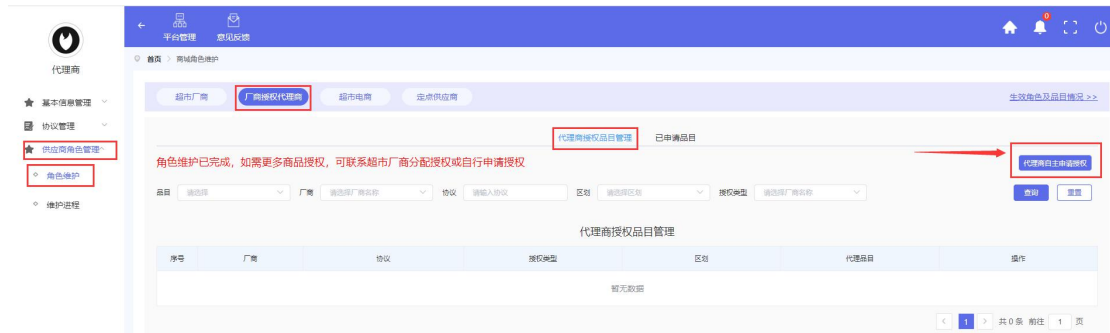 平台管理 意见反馈
0
代理商
首页 > 商城角色维护
基本信息管理
协议管理
供应商角色管理
角色维护
维护进程
超市厂商 厂商授权代理商 超市电商 定点供应商
生效角色及品目情况 >>
代理商授权品目管理 已申请品目
角色维护已完成，如需更多商品授权，可联系超市厂商分配授权或自行申请授权
代理商自主申请授权
品目 请选择 厂商 请选择厂商名称 协议 请输入协议 区划 请选择区划 授权类型 请选择厂商名称 查询 重置
代理商授权品目管理
序号 厂商 协议 授权类型 区划 代理品目 操作
暂无数据
< 1 > 共 0 条 前往 1 页